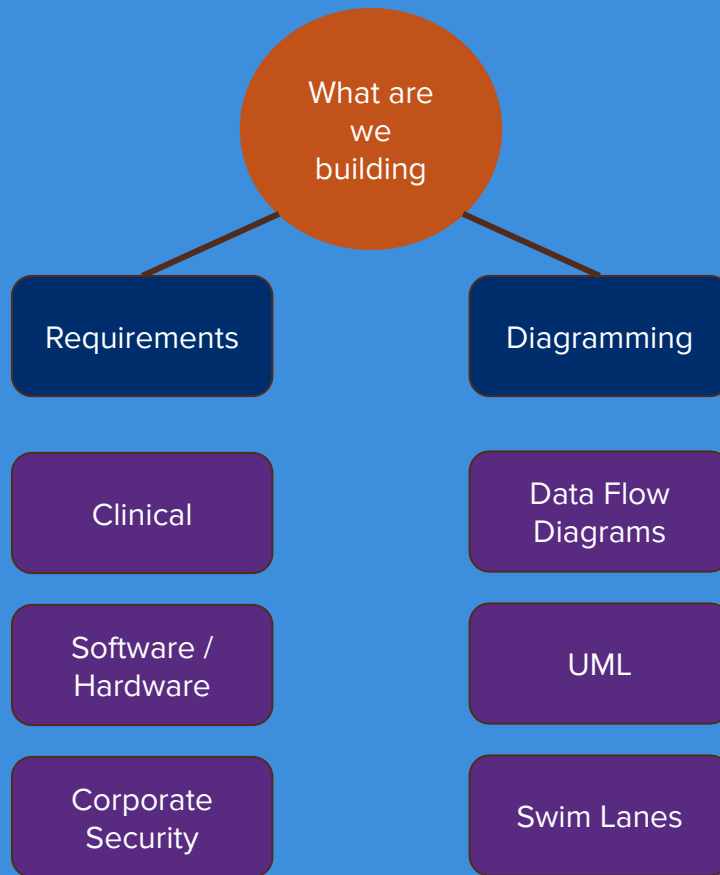 What are
we
building
Requirements
Diagramming
Clinical
Data Flow
Diagrams
Software /
Hardware
UML
Corporate
Security
Swim Lanes